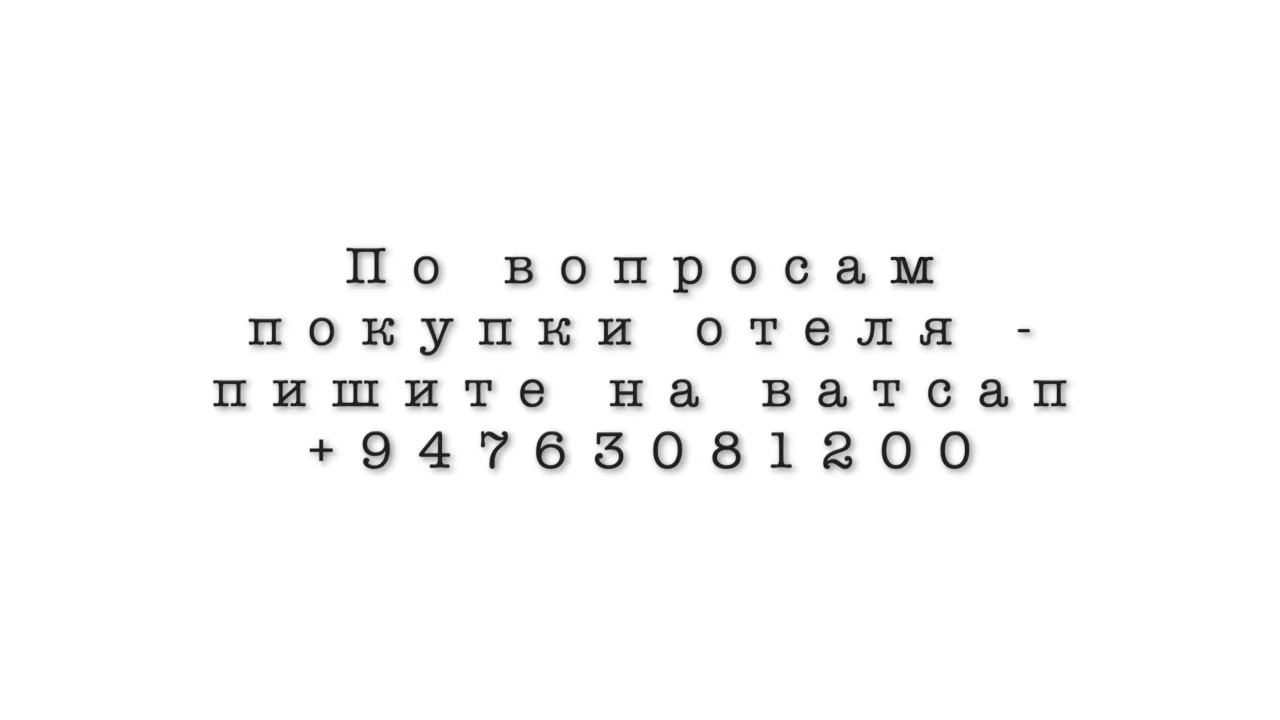 По вопросам
покупки отеля -
пишите на ватсап
+94763081200